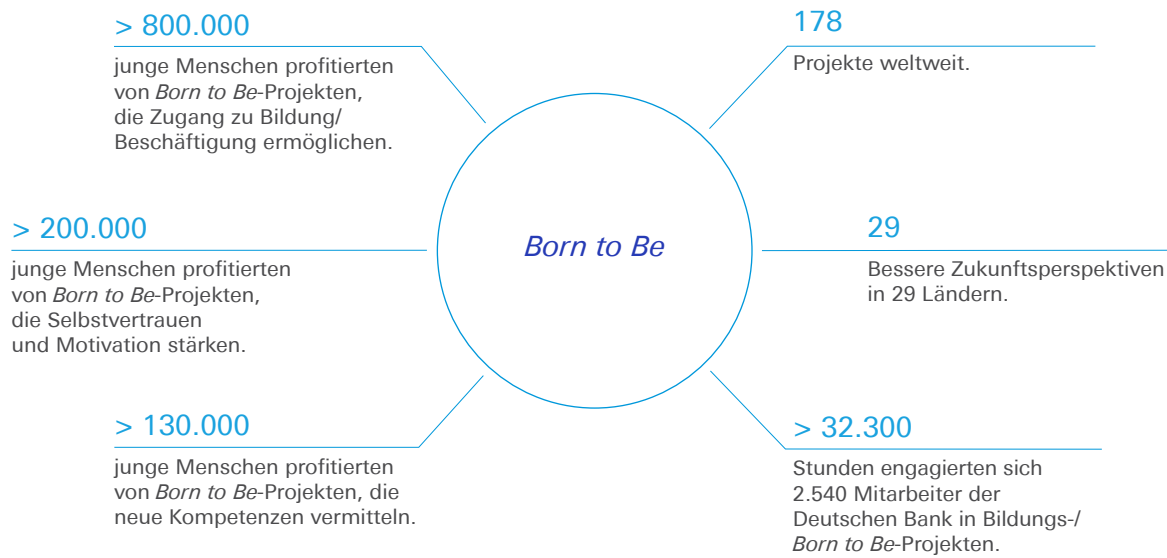 > 800.000
junge Menschen profitierten
von Born to Be-Projekten,
die Zugang zu Bildung/
Beschäftigung ermöglichen.
> 200.000
junge Menschen profitierten
von Born to Be-Projekten,
die Selbstvertrauen
und Motivation stärken.
> 130.000
junge Menschen profitierten
von Born to Be-Projekten, die
neue Kompetenzen vermitteln.
Born to Be
178
Projekte weltweit.
29
Bessere Zukunftsperspektiven
in 29 Ländern.
> 32.300
Stunden engagierten sich
2.540 Mitarbeiter der
Deutschen Bank in Bildungs-/
Born to Be-Projekten.